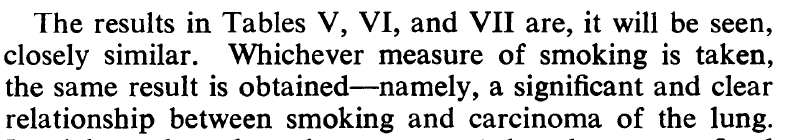 The results in Tables V, VI, and VII are, it will be seen,
closely similar. Whichever measure of smoking is taken,
the same result is obtained—namely, a significant and clear
relationship between smoking and carcinoma of the lung.